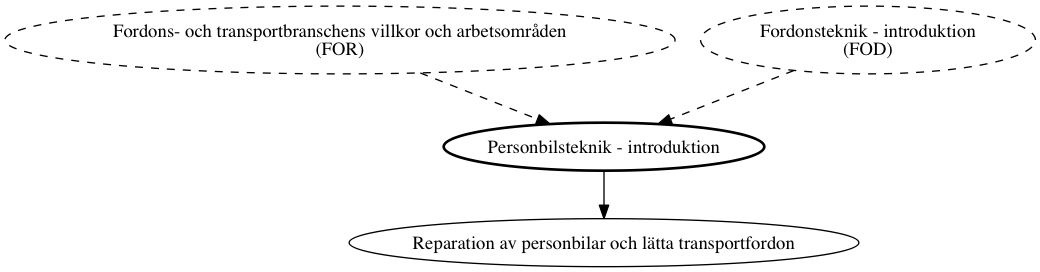 Fordons- och transportbranschens villkor och arbetsområden
(FOR)
Fordonsteknik - introduktion
(FOD)
Personbilsteknik - introduktion
Reparation av personbilar och lätta transportfordon